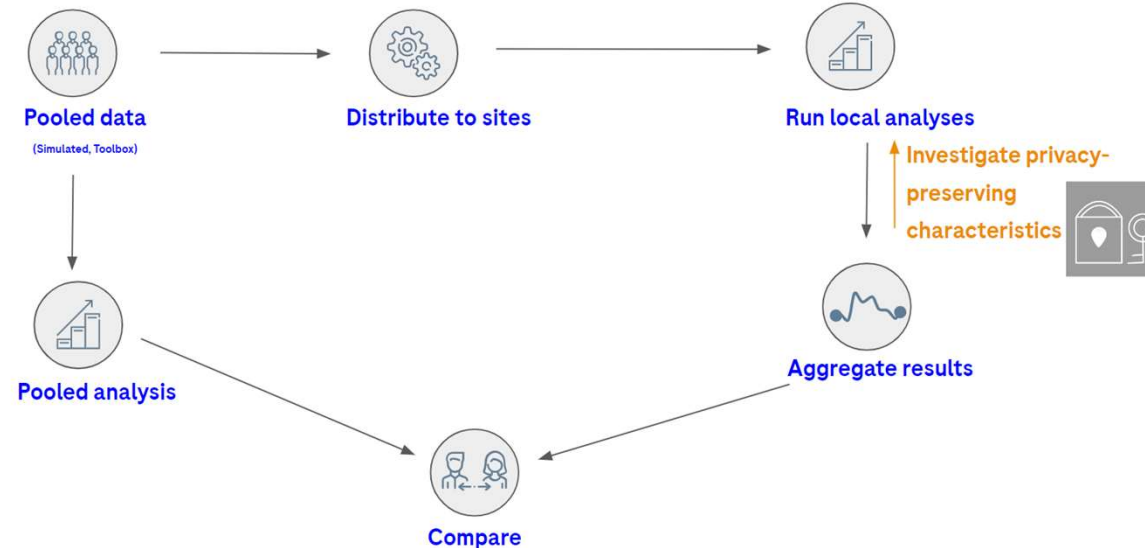 Pooled data
(Simulated, Toolbox)
Distribute to sites
Run local analyses
Investigate privacy-
preserving
characteristics
Pooled analysis
Aggregate results
Compare